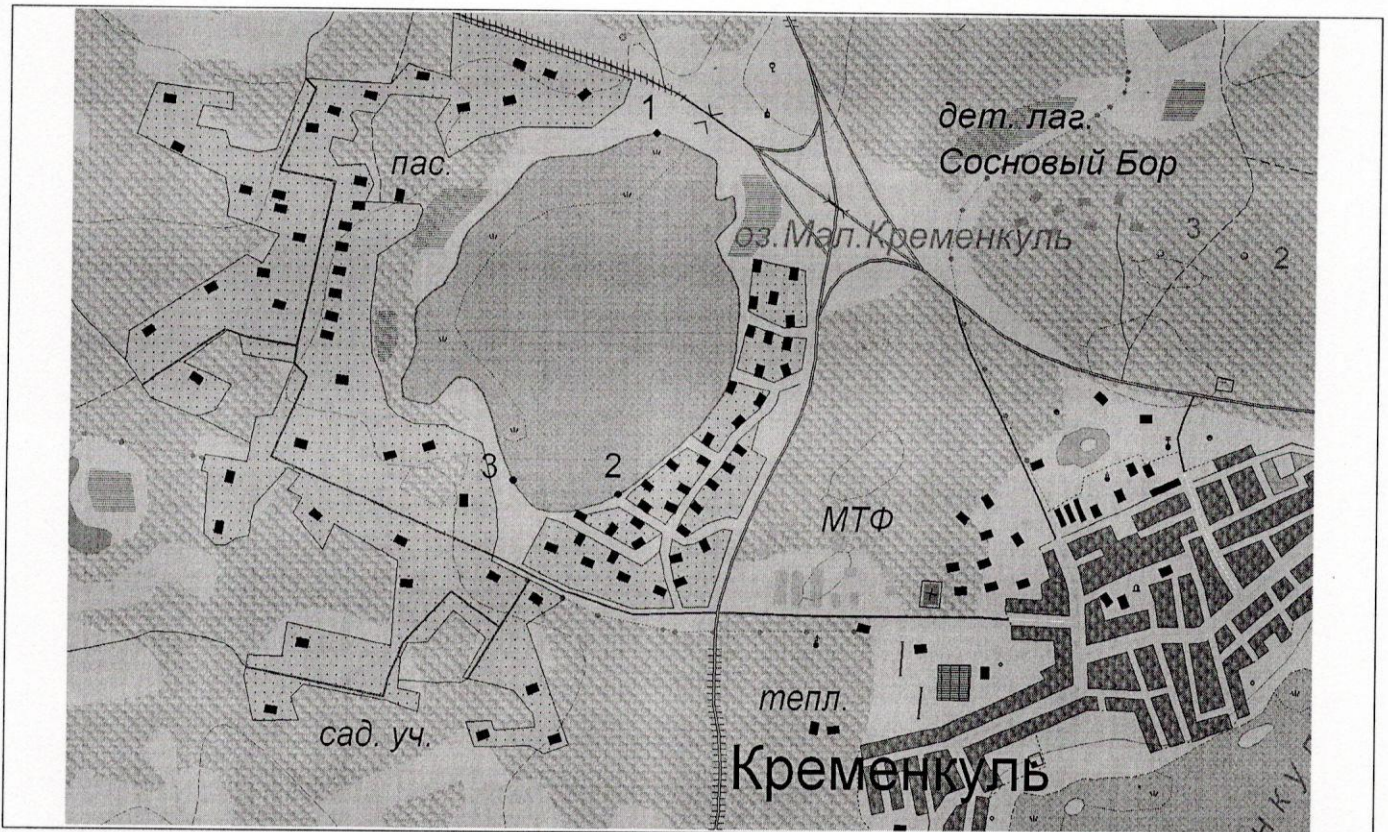 1
дет. лаг.
Сосновый Бор
пас.
оз.Мал.Кременкуль
3
2
3
2
МТФ
тепл.
сад. уч.
Кременкуль